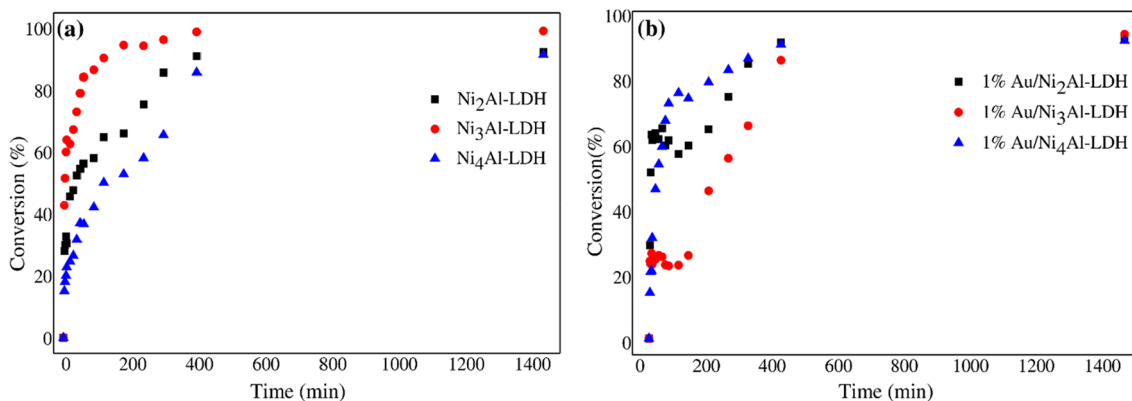 (a)
100
80
60
40
20
0
Conversion (%)
Ni2Al-LDH
Ni3Al-LDH
Ni4Al-LDH
0 200 400 600 800 1000 1200 1400
Time (min)
(b)
100
80
60
40
20
0
Conversion(%)
1% Au/Ni2Al-LDH
1% Au/Ni3Al-LDH
1% Au/Ni4Al-LDH
0 200 400 600 800 1000 1200 1400
Time (min)